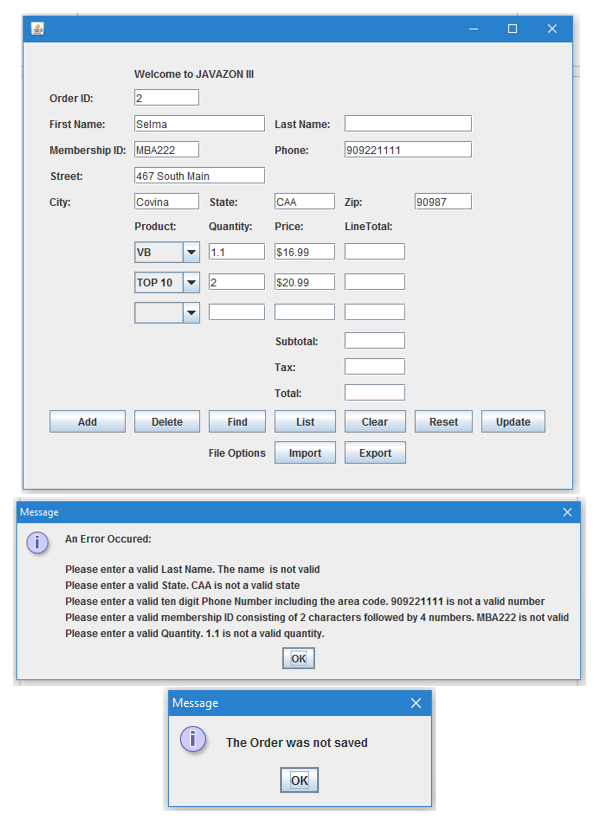 Welcome to JAVAZON III
Order ID: 2
First Name: Selma Last Name:
Membership ID: MBA222 Phone: 909221111
Street: 467 South Main
City: Covina State: CAA Zip: 90987
Product: Quantity: Price: LineTotal:
VB 1.1 $16.99
TOP 10 2 $20.99
Subtotal:
Tax:
Total:
Add Delete Find List Clear Reset Update
File Options Import Export
Message
An Error Occured:
Please enter a valid Last Name. The name is not valid
Please enter a valid State. CAA is not a valid state
Please enter a valid ten digit Phone Number including the area code. 909221111 is not a valid number
Please enter a valid membership ID consisting of 2 characters followed by 4 numbers. MBA222 is not valid
Please enter a valid Quantity. 1.1 is not a valid quantity.
OK
Message
The Order was not saved
OK